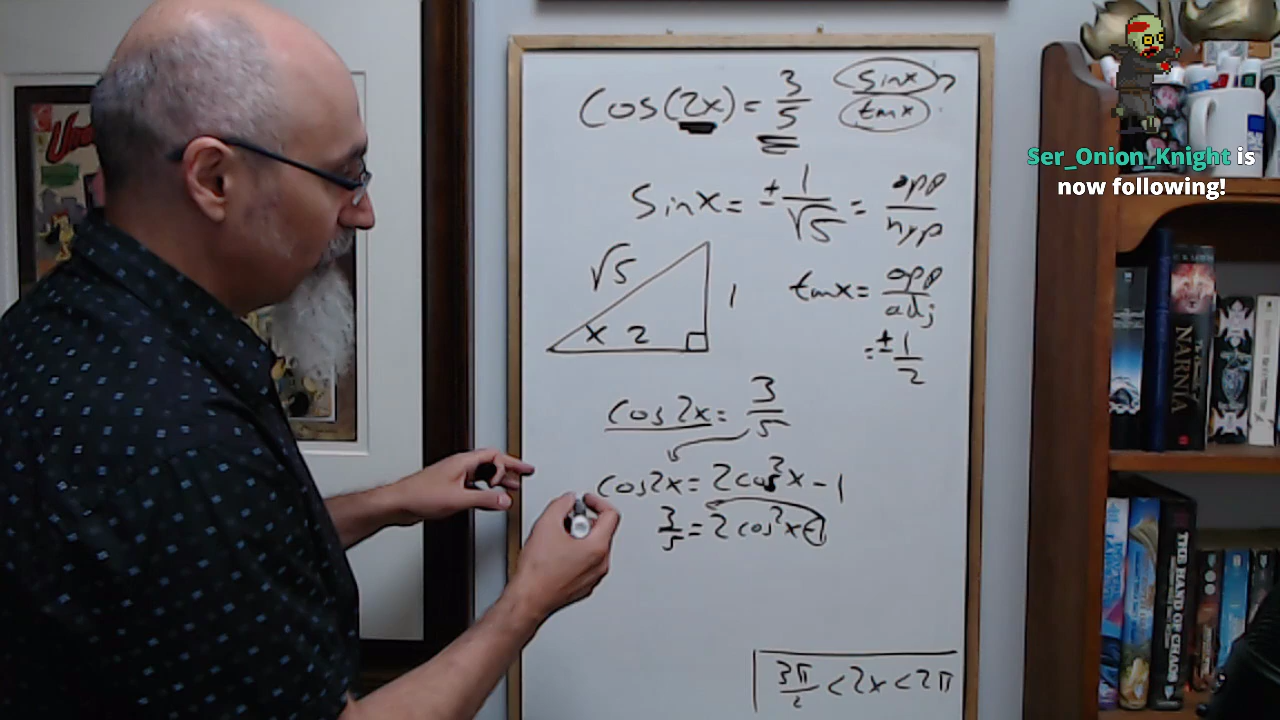 cos(2x) = 3/5
sinx ?
tanx
sinx = ± 1/√5 = opp/hyp
√5
x 2
1
tanx = opp/adj
= ± 1/2
cos2x = 3/5
cos2x = 2cos²x - 1
3/5 = 2cos²x - 1
3π/2 < 2x < 2π
Ser_Onion_Knight is
now following!
NARNIA
THE HAND OF CHAOS